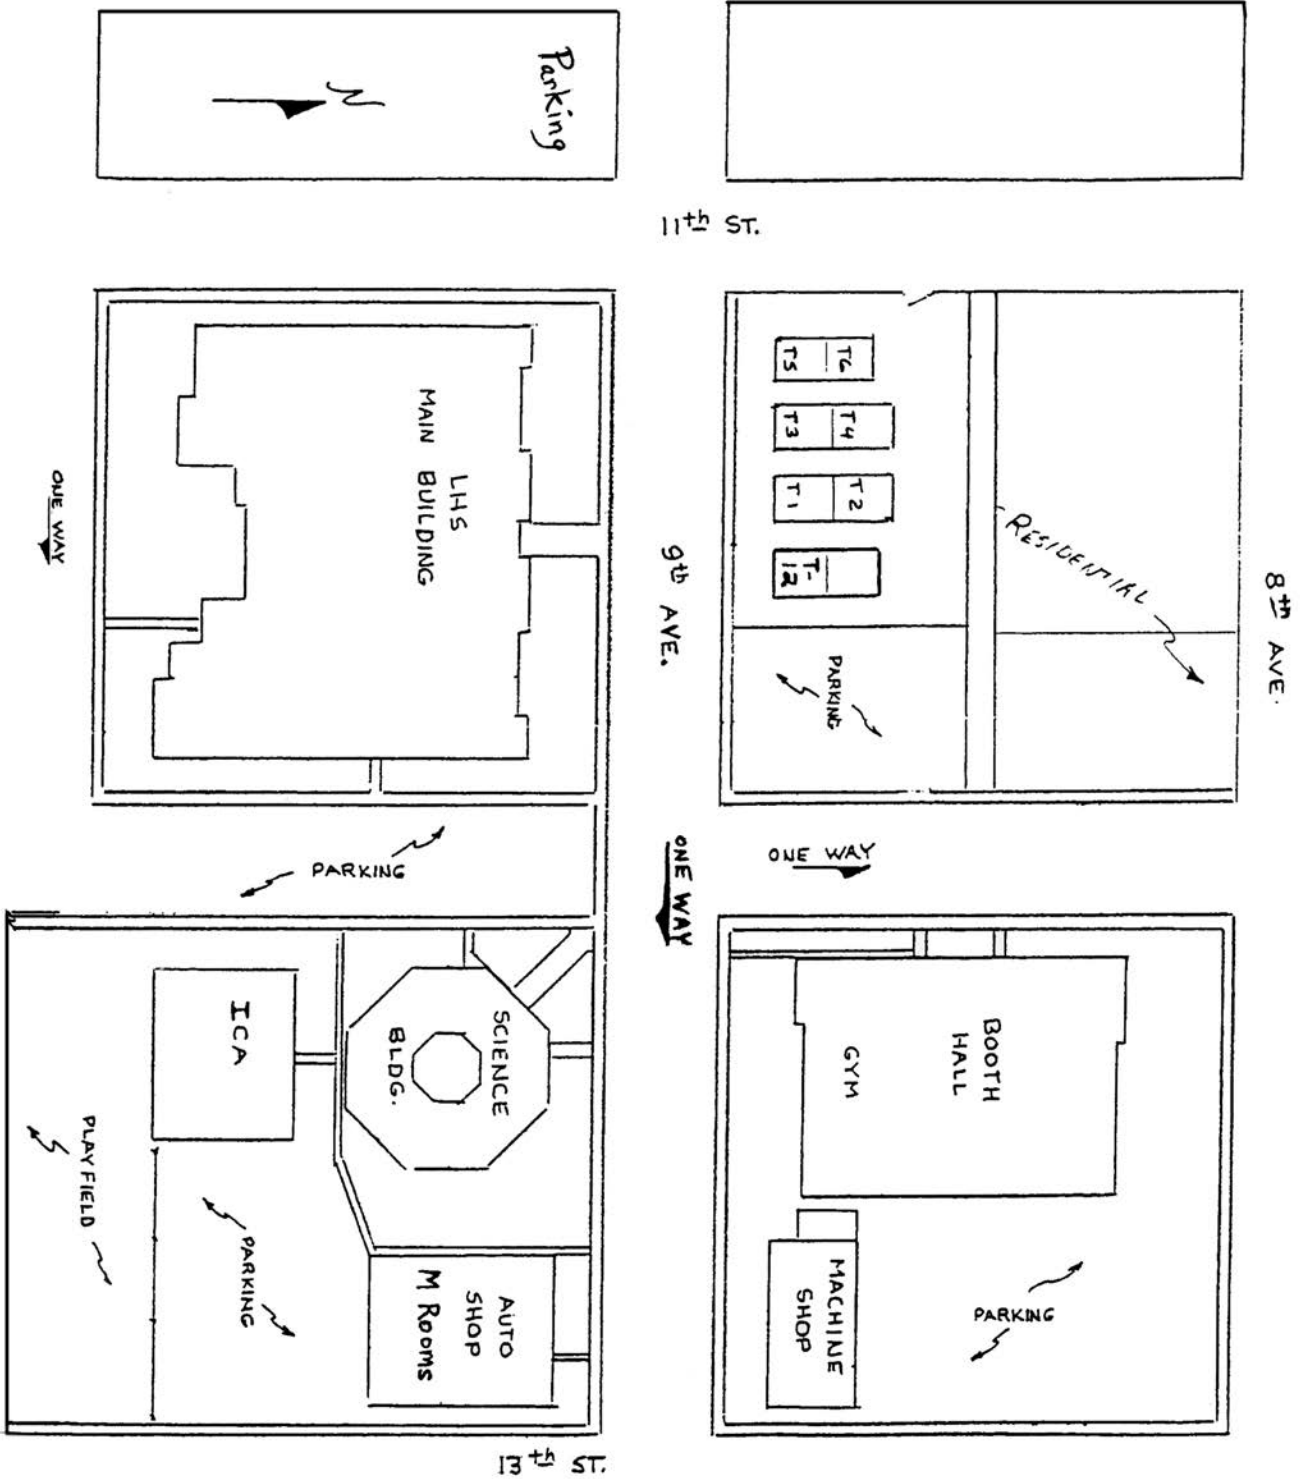 Parking
N
11th ST.
T5
T6
T3
T4
T1
T2
T-
12
RESIDENTIAL
PARKING
8th AVE.
LHS
MAIN BUILDING
ONE WAY
9th AVE.
PARKING
ONE WAY
ONE WAY
ICA
SCIENCE
BLDG.
BOOTH
HALL
GYM
PLAYFIELD
PARKING
AUTO
SHOP
M ROOMS
MACHINE
SHOP
PARKING
13th ST.